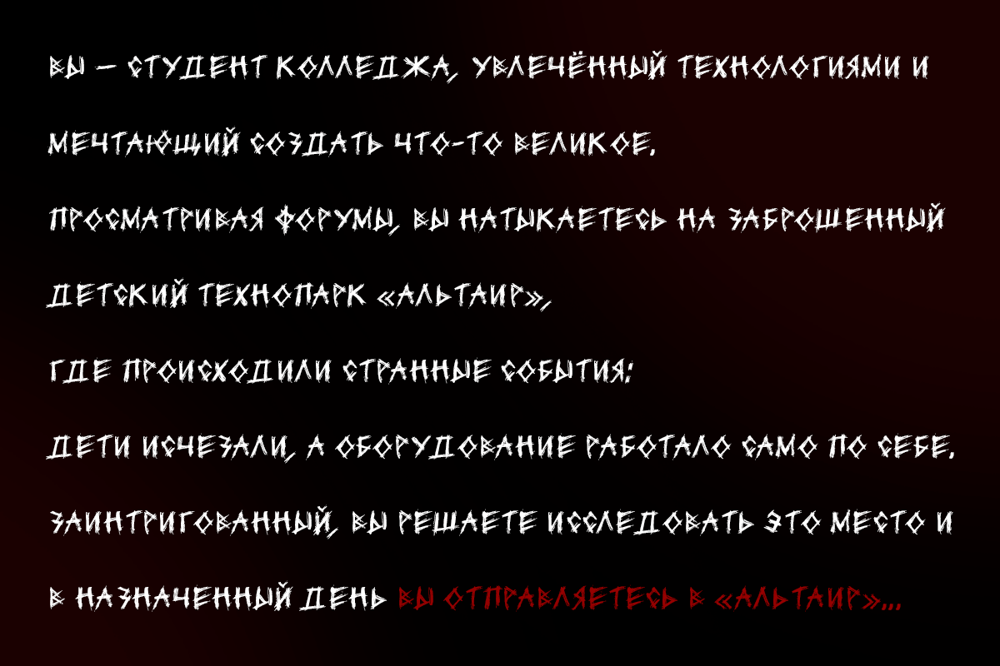 ВЫ – СТУДЕНТ КОЛЛЕДЖА, УВЛЕЧЁННЫЙ ТЕХНОЛОГИЯМИ И
МЕЧТАЮЩИЙ СОЗДАТЬ ЧТО-ТО ВЕЛИКОЕ.
ПРОСМАТРИВАЯ ФОРУМЫ, ВЫ НАТЫКАЕТЕСЬ НА ЗАБРОШЕННЫЙ
ДЕТСКИЙ ТЕХНОПАРК «АЛЬТАИР»,
ГДЕ ПРОИСХОДИЛИ СТРАННЫЕ СОБЫТИЯ:
ДЕТИ ИСЧЕЗАЛИ, А ОБОРУДОВАНИЕ РАБОТАЛО САМО ПО СЕБЕ.
ЗАИНТРИГОВАННЫЙ, ВЫ РЕШАЕТЕ ИССЛЕДОВАТЬ ЭТО МЕСТО И
В НАЗНАЧЕННЫЙ ДЕНЬ ВЫ ОТПРАВЛЯЕТЕСЬ В «АЛЬТАИР»...